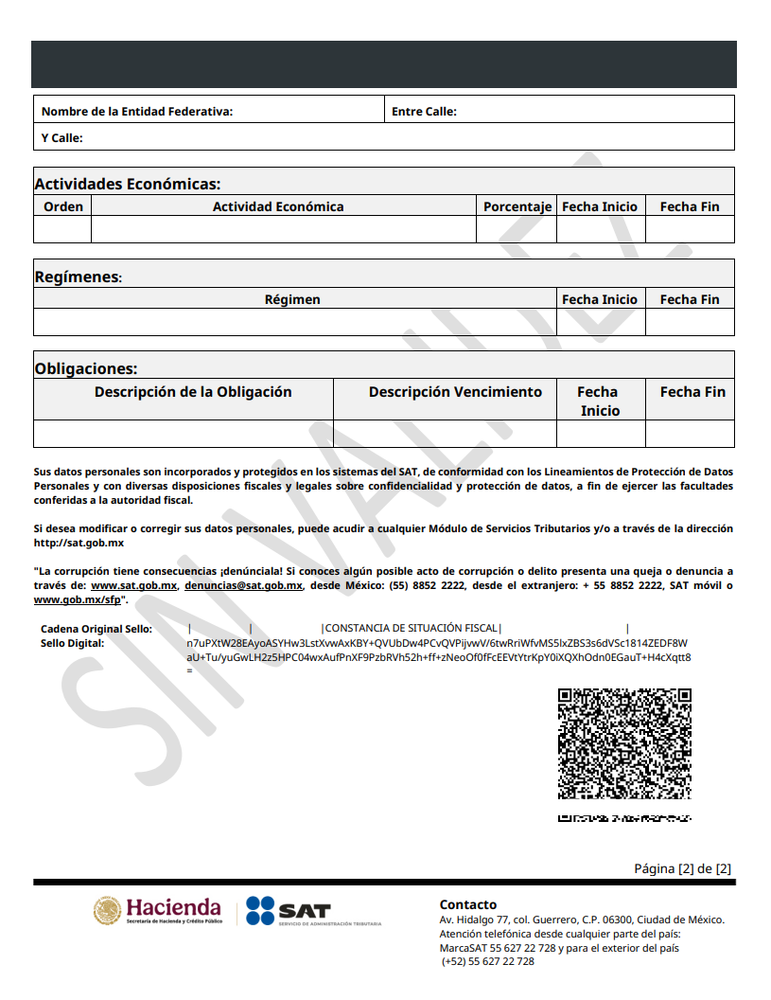 Nombre de la Entidad Federativa: Entre Calle:
Y Calle:
Actividades Económicas:
Orden Actividad Económica Porcentaje Fecha Inicio Fecha Fin
Regímenes:
Régimen Fecha Inicio Fecha Fin
Obligaciones:
Descripción de la Obligación Descripción Vencimiento Fecha Inicio Fecha Fin
SIN VALIDEZ
Sus datos personales son incorporados y protegidos en los sistemas del SAT, de conformidad con los Lineamientos de Protección de Datos
Personales y con diversas disposiciones fiscales y legales sobre confidencialidad y protección de datos, a fin de ejercer las facultades
conferidas a la autoridad fiscal.
Si desea modificar o corregir sus datos personales, puede acudir a cualquier Módulo de Servicios Tributarios y/o a través de la dirección
http://sat.gob.mx
"La corrupción tiene consecuencias ¡denúnciala! Si conoces algún posible acto de corrupción o delito presenta una queja o denuncia a
través de: www.sat.gob.mx, denuncias@sat.gob.mx, desde México: (55) 8852 2222, desde el extranjero: + 55 8852 2222, SAT móvil o
www.gob.mx/sfp".
Cadena Original Sello: | | |CONSTANCIA DE SITUACIÓN FISCAL| |
Sello Digital: n7uPXtW28EAyoASYHw3LstXvwAxKBY+QVUbDw4PCvQVPijvwV/6twRriWfvMS5lxZBS3s6dVSc1814ZEDF8W
aU+Tu/yuGwLH2z5HPC04wxAufPnXF9PzbRVh52h+ff+zNeoOf0fFcEEVtYtrKpY0iXQXhOdn0EGauT+H4cXqtt8
=
Página [2] de [2]
Hacienda
Secretaría de Hacienda y Crédito Público
SAT
SERVICIO DE ADMINISTRACIÓN TRIBUTARIA
Contacto
Av. Hidalgo 77, col. Guerrero, C.P. 06300, Ciudad de México.
Atención telefónica desde cualquier parte del país:
MarcaSAT 55 627 22 728 y para el exterior del país
(+52) 55 627 22 728